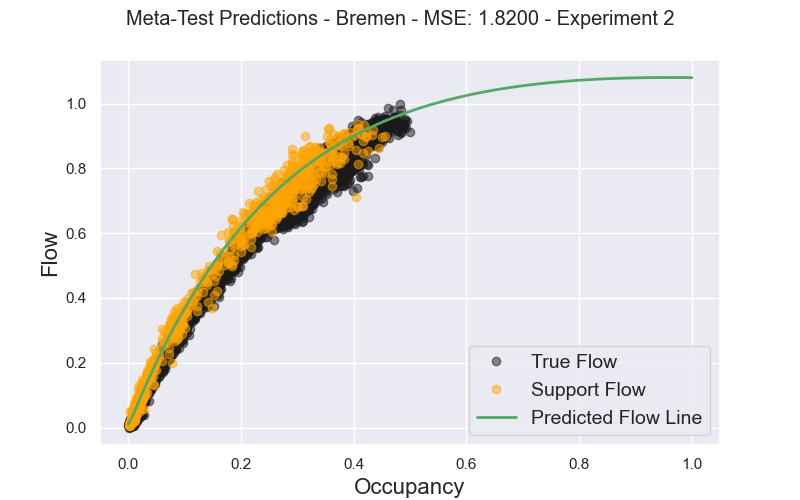 Meta-Test Predictions - Bremen - MSE: 1.8200 - Experiment 2
1.0
0.8
0.6
0.4
0.2
0.0
Flow
True Flow
Support Flow
Predicted Flow Line
0.0 0.2 0.4 0.6 0.8 1.0
Occupancy